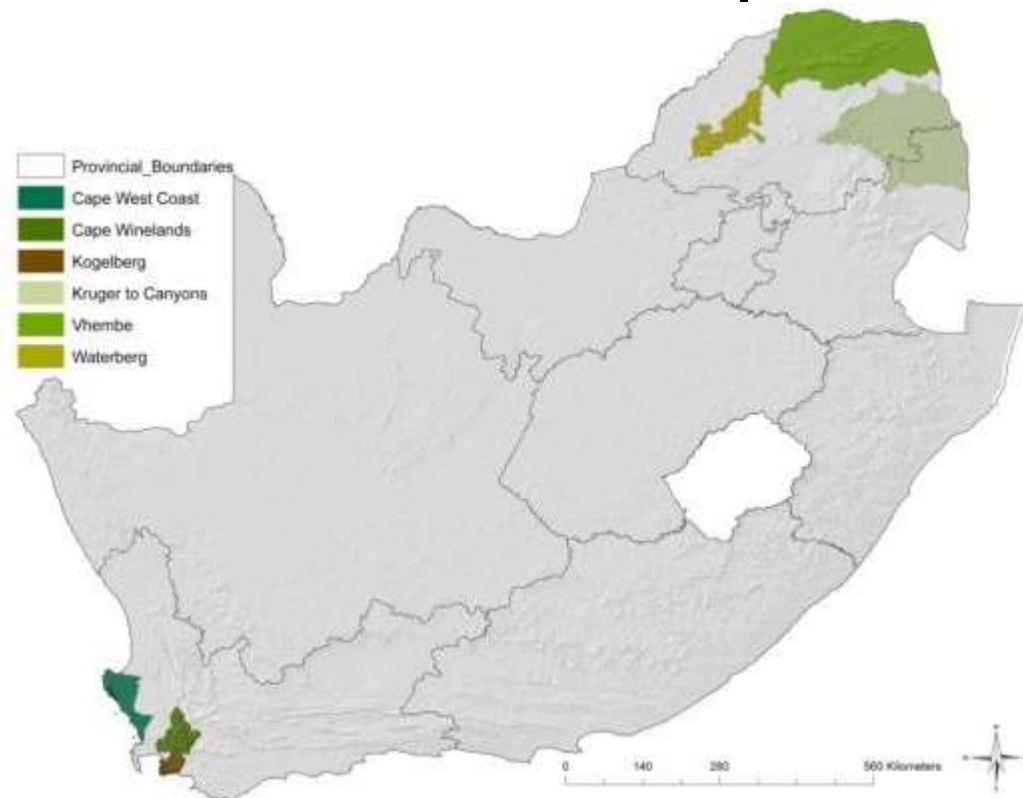 Provincial_Boundaries
Cape West Coast
Cape Winelands
Kogelberg
Kruger to Canyons
Vhembe
Waterberg
0 140 280 560 Kilometers